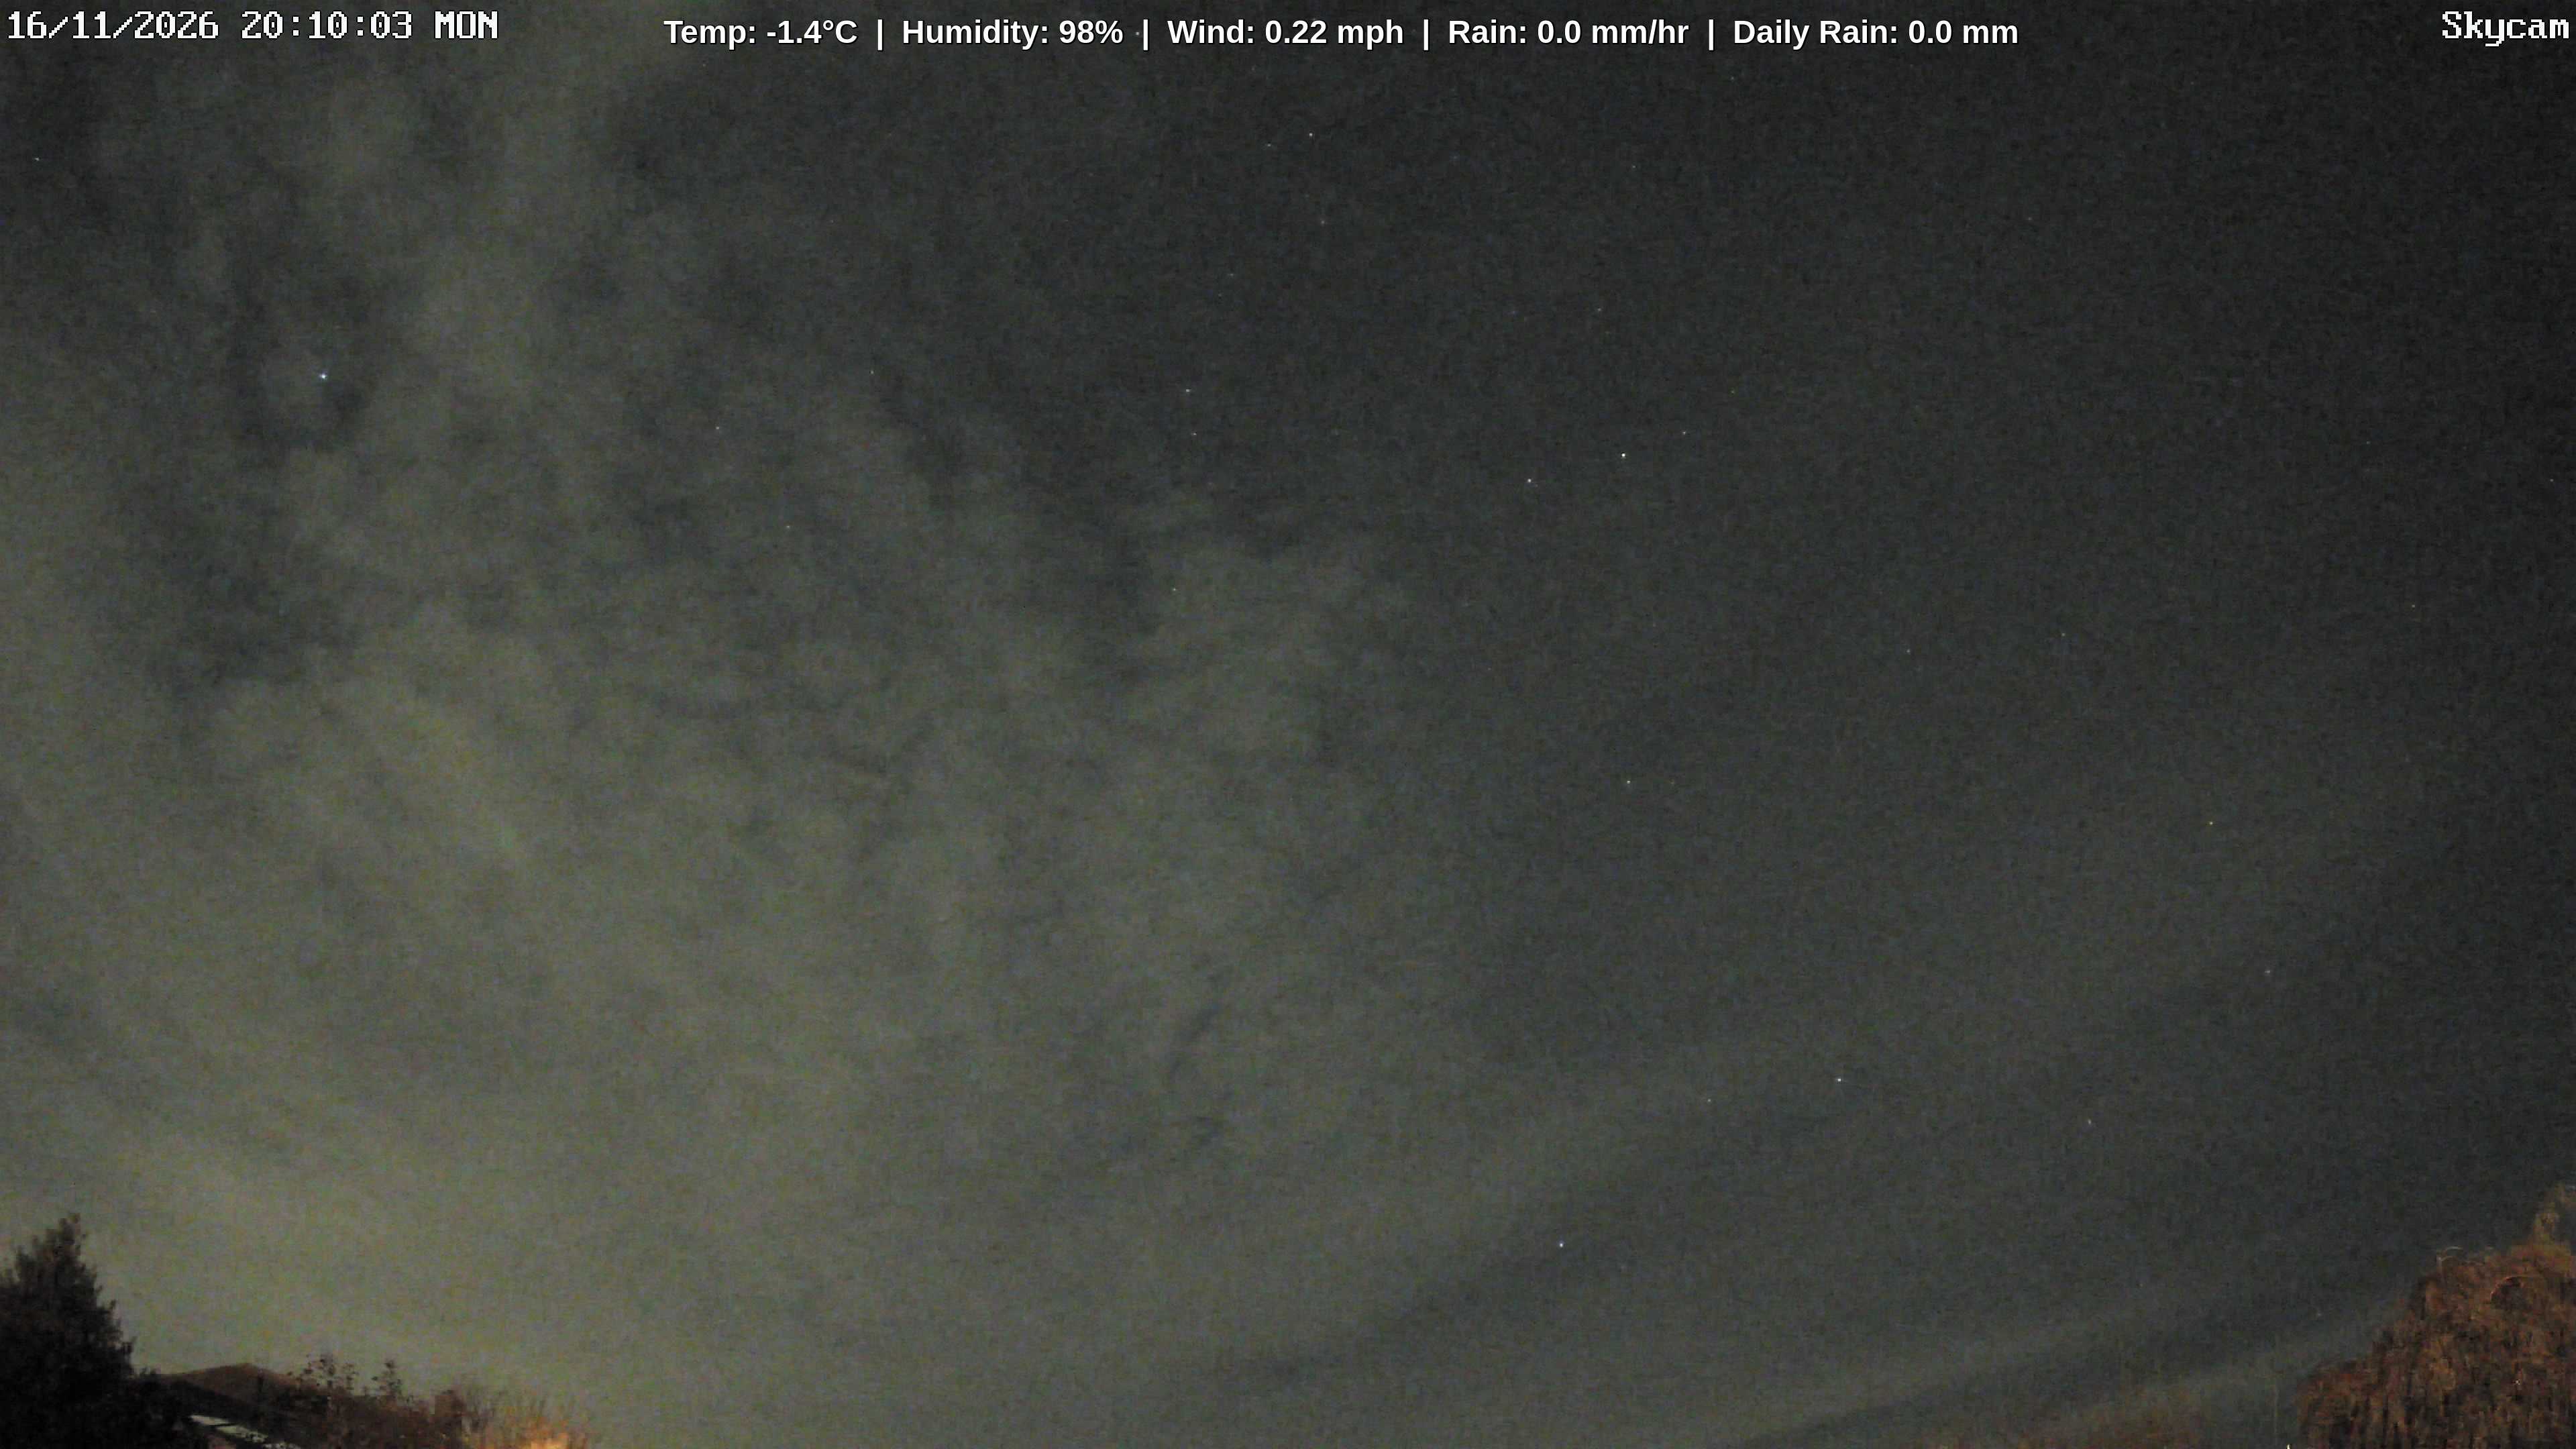 16/11/2026 20:10:03 MON
Temp: -1.4°C | Humidity: 98% | Wind: 0.22 mph | Rain: 0.0 mm/hr | Daily Rain: 0.0 mm
Skycam